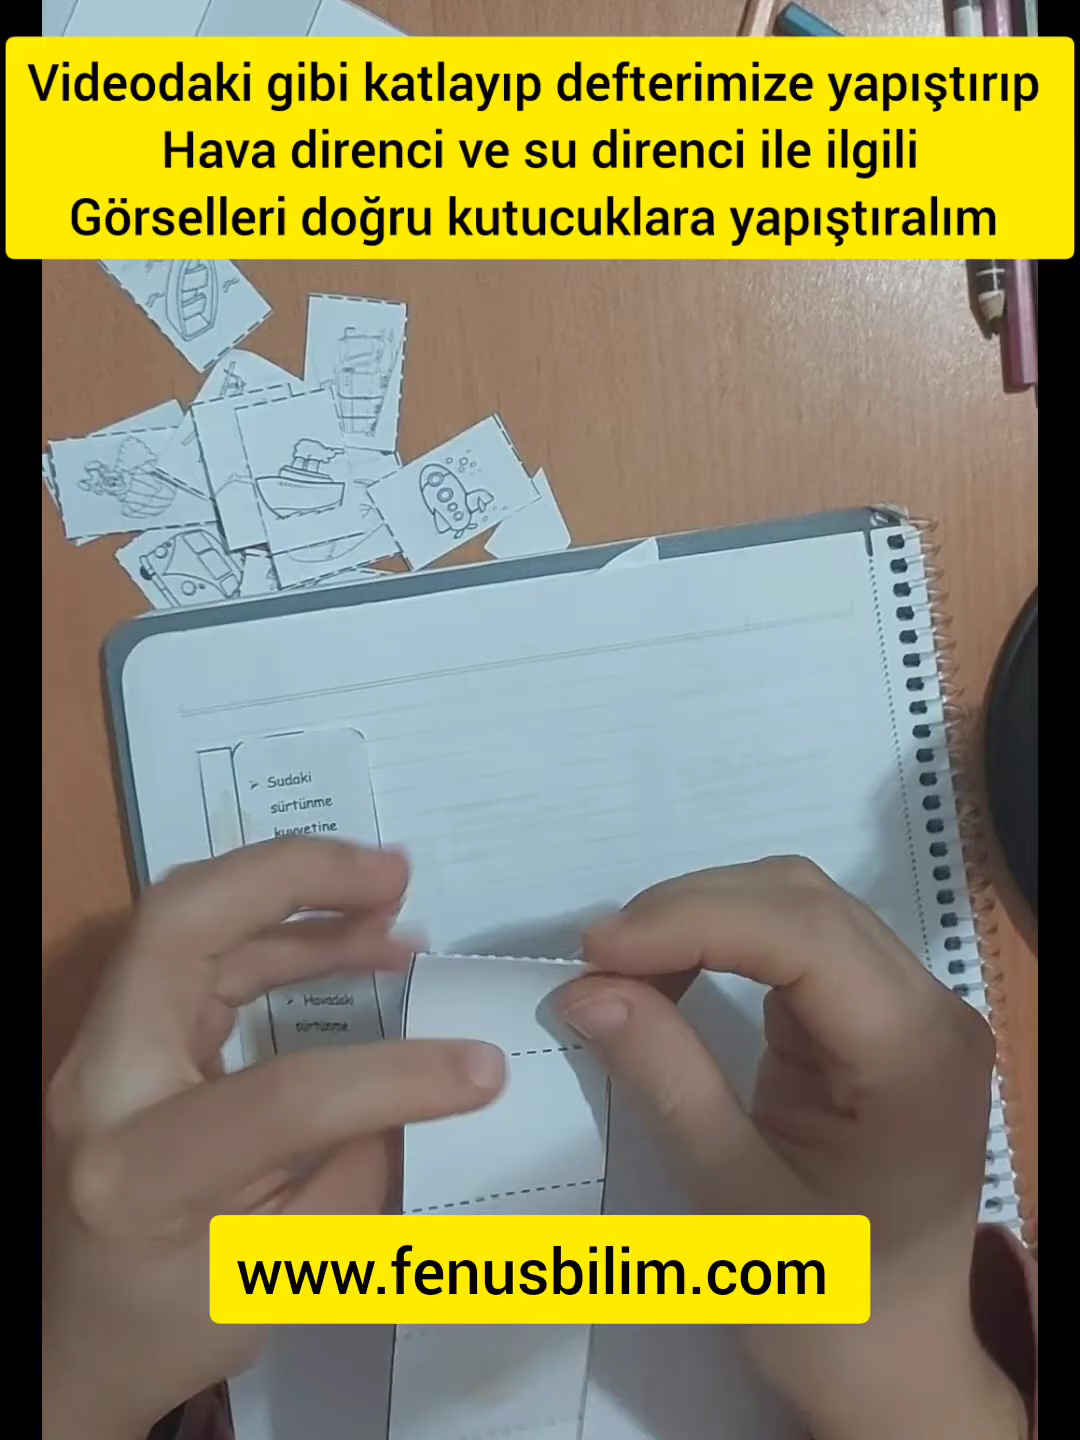 Videodaki gibi katlayıp defterimize yapıştırıp
Hava direnci ve su direnci ile ilgili
Görselleri doğru kutucuklara yapıştıralım
➢ Sudaki
sürtünme
kuvvetine
➢ Havadaki
sürtünme
www.fenusbilim.com